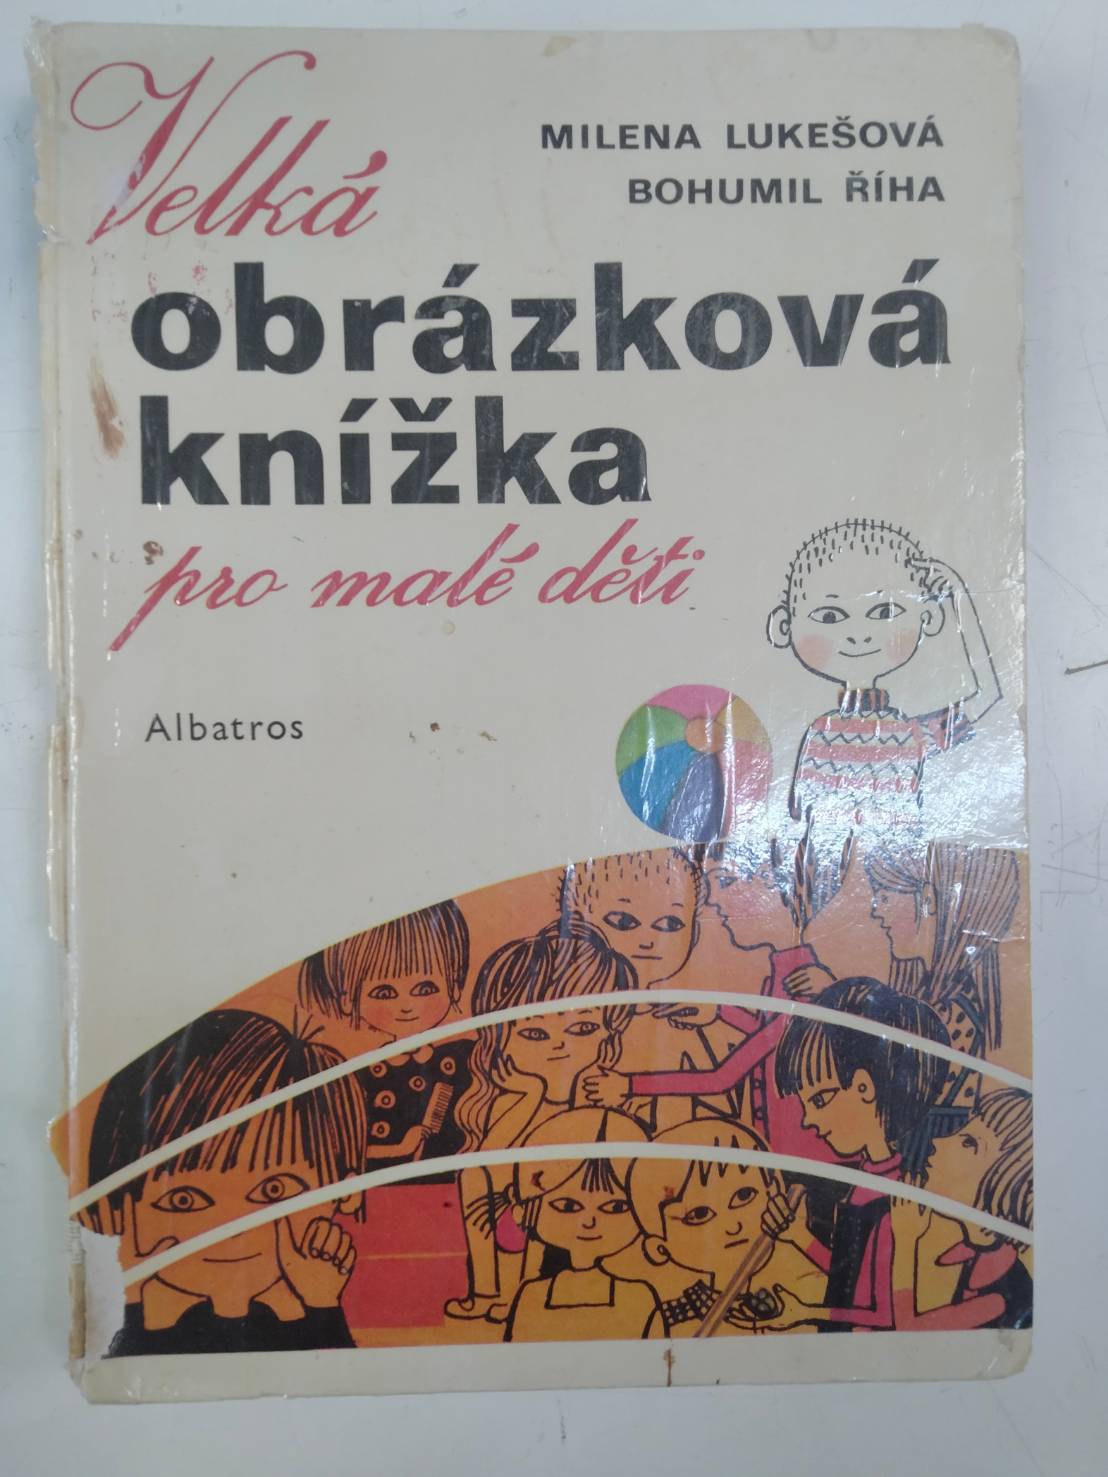 Velká
MILENA LUKEŠOVÁ
BOHUMIL ŘÍHA
obrázková
knížka
pro malé děti
Albatros